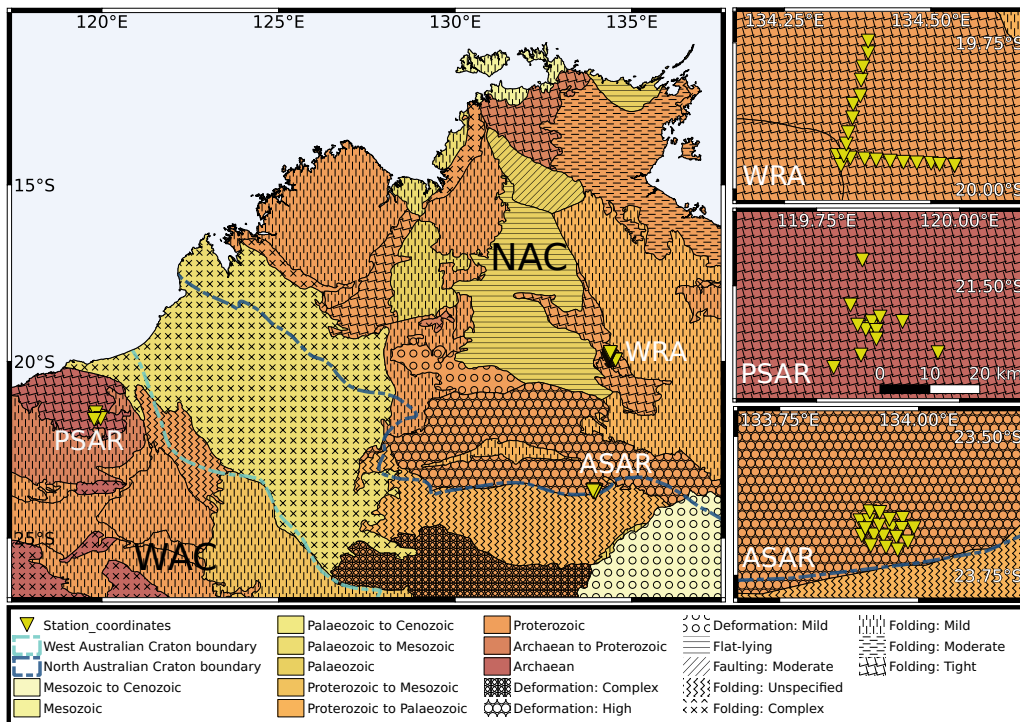 120°E 125°E 130°E 135°E
15°S
20°S
25°S
NAC
WRA
PSAR
ASAR
WAC
134.25°E 134.50°E
19.75°S
WRA
20.00°S
119.75°E 120.00°E
21.50°S
PSAR
0 10 20 km
133.75°E 134.00°E
23.50°S
ASAR
23.75°S
Station_coordinates
West Australian Craton boundary
North Australian Craton boundary
Mesozoic to Cenozoic
Mesozoic
Palaeozoic to Cenozoic
Palaeozoic to Mesozoic
Palaeozoic
Proterozoic to Mesozoic
Proterozoic to Palaeozoic
Proterozoic
Archaean to Proterozoic
Archaean
Deformation: Complex
Deformation: High
Deformation: Mild
Flat-lying
Faulting: Moderate
Folding: Unspecified
Folding: Complex
Folding: Mild
Folding: Moderate
Folding: Tight